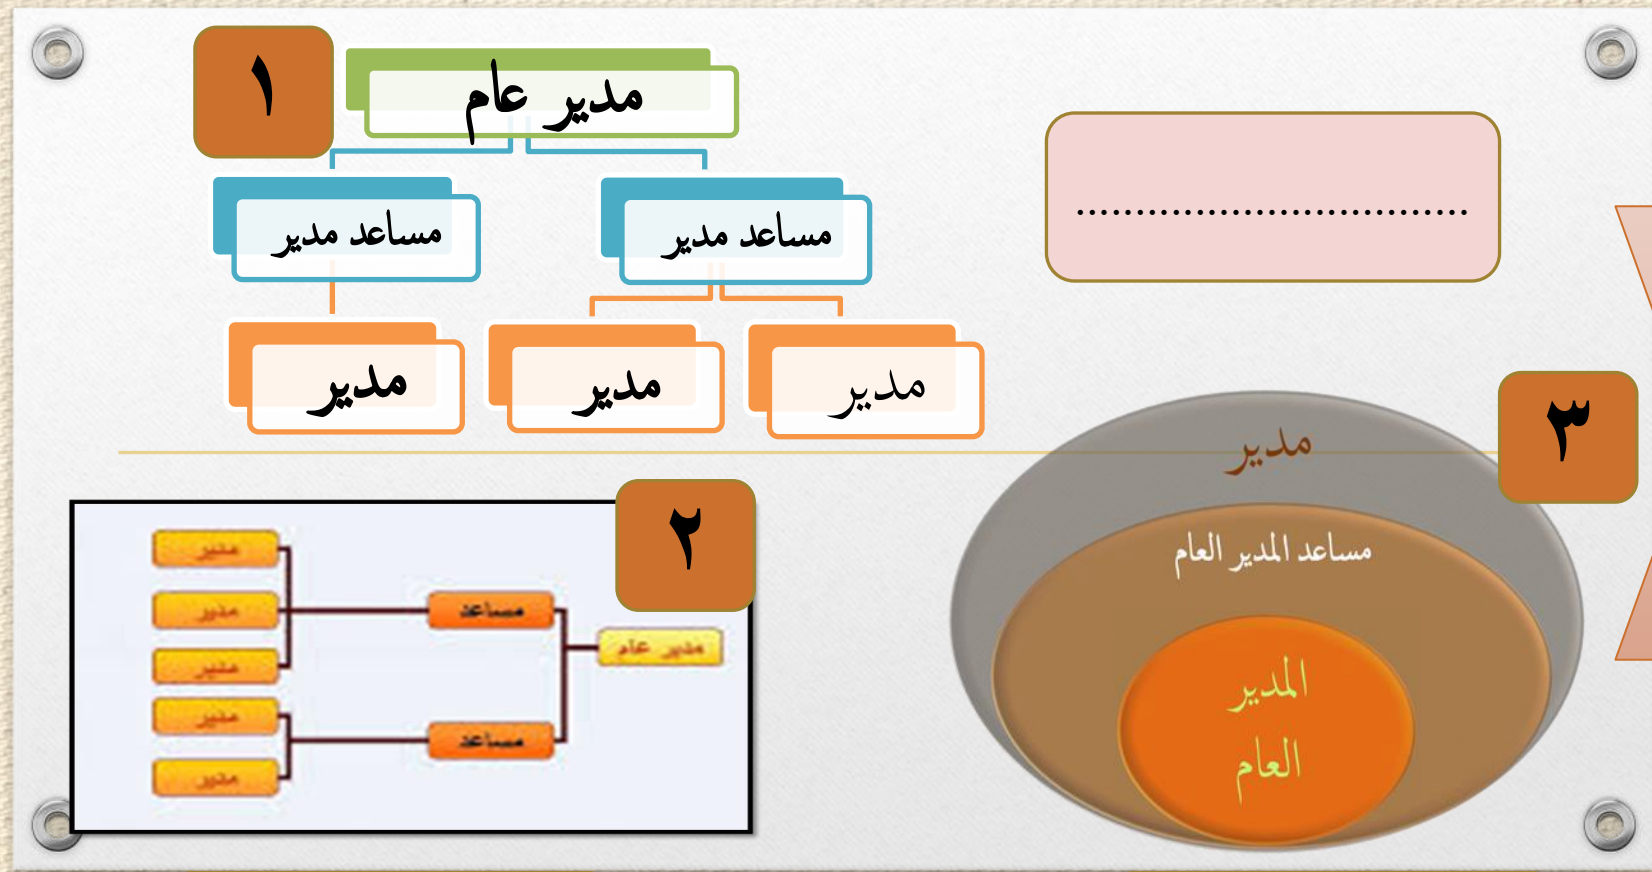 ١
مدير عام
مساعد مدير
مساعد مدير
مدير
مدير
مدير
................................
٣
مدير
مساعد المدير العام
المدير
العام
٢
مدير عام
مساعد
مساعد
مدير
مدير
مدير
مدير
مدير